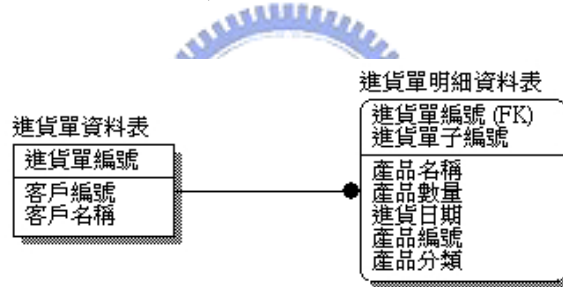 進貨單資料表
進貨單編號
客戶編號
客戶名稱
進貨單明細資料表
進貨單編號 (FK)
進貨單子編號
產品名稱
產品數量
進貨日期
產品編號
產品分類